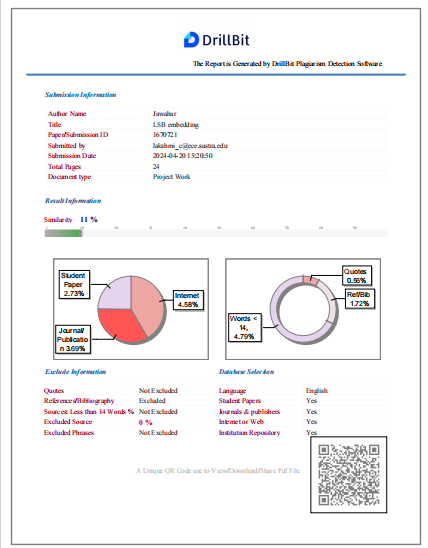 DrillBit
The Report is Generated by DrillBit Plagiarism Detection Software
Submission Information
Author Name Jawahar
Title LSB embedding
Paper/Submission ID 1670721
Submitted by lakshmi_c@ece.sastra.edu
Submission Date 2024-04-20 15:20:50
Total Pages 24
Document type Project Work
Result Information
Similarity 11 %
Student
Paper
2.73%
Internet
4.58%
Journal/
Publicatio
n 3.69%
Quotes
0.56%
Ref/Bib
1.72%
Words <
14,
4.79%
Exclude Information
Quotes Not Excluded
References/Bibliography Excluded
Sources: Less than 14 Words % Not Excluded
Excluded Source 0 %
Excluded Phrases Not Excluded
Database Selection
Language English
Student Papers Yes
Journals & publishers Yes
Internet or Web Yes
Institution Repository Yes
A Unique QR Code use to View/Download/Share Pdf File